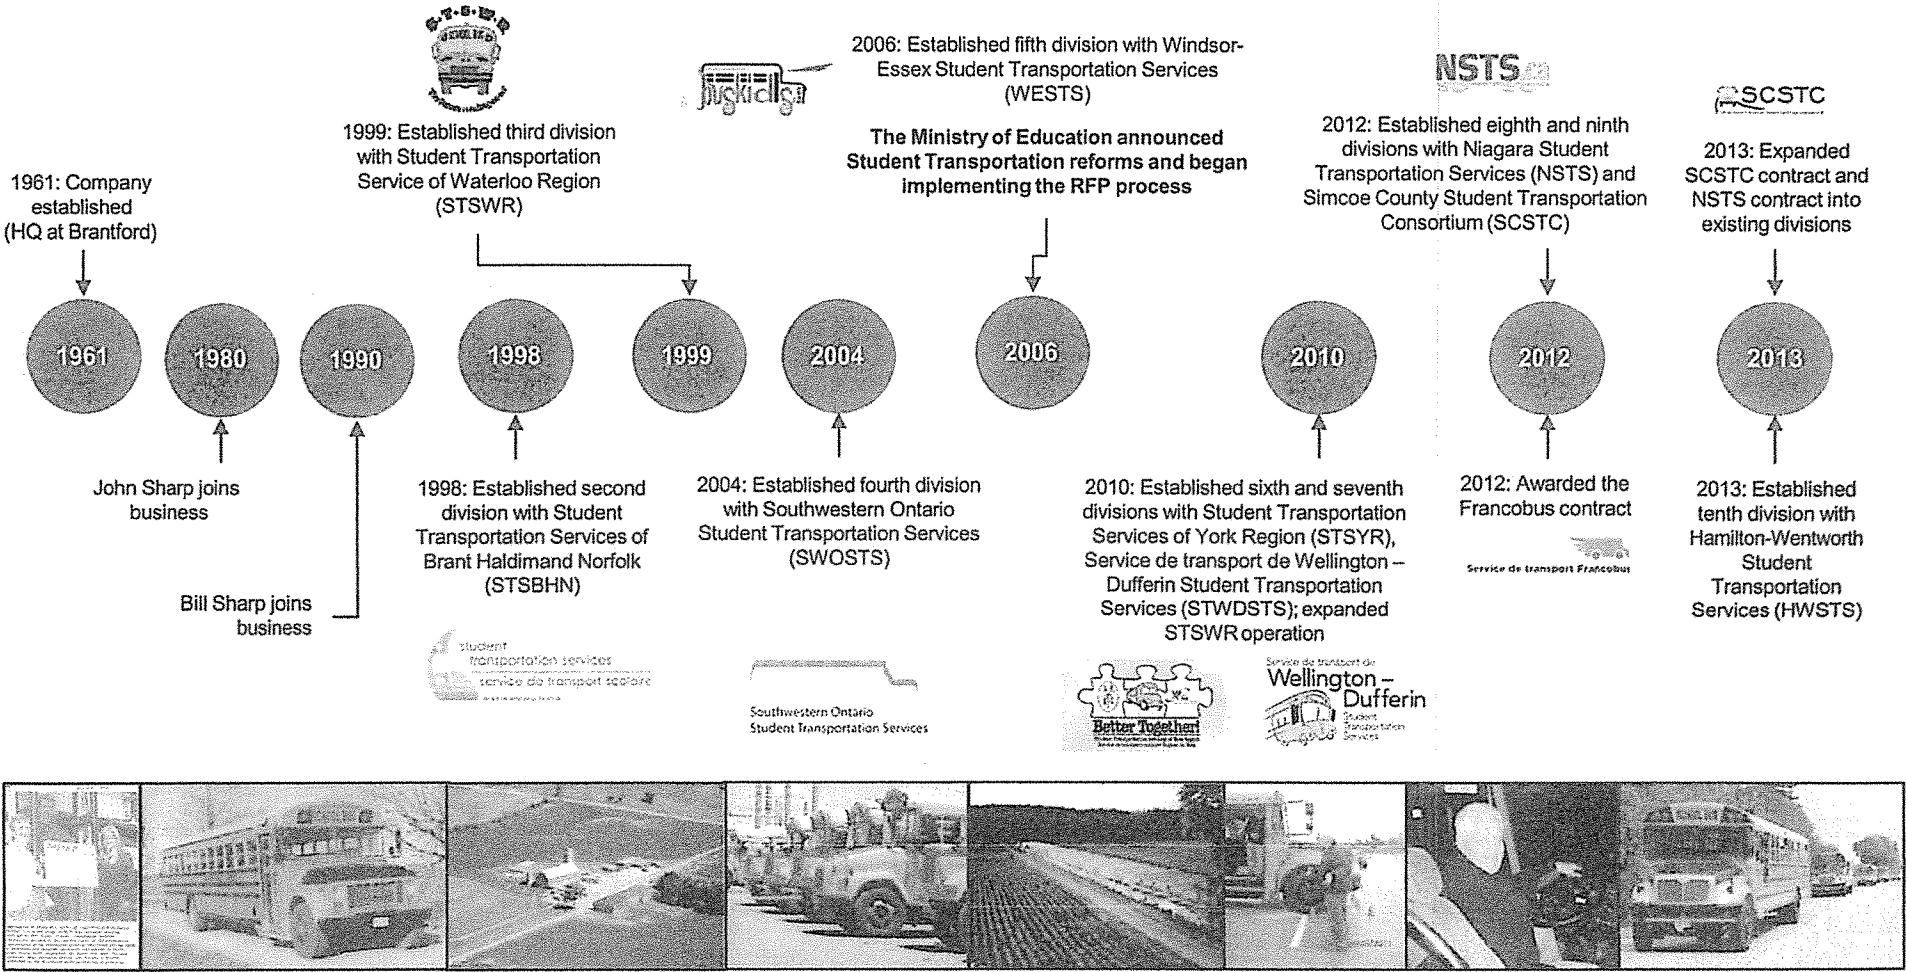 S.T.S.W.R
1999: Established third division
with Student Transportation
Service of Waterloo Region
(STSWR)
buskids
2006: Established fifth division with Windsor-
Essex Student Transportation Services
(WESTS)
The Ministry of Education announced
Student Transportation reforms and began
implementing the RFP process
NSTS.ca
2012: Established eighth and ninth
divisions with Niagara Student
Transportation Services (NSTS) and
Simcoe County Student Transportation
Consortium (SCSTC)
SCSTC
2013: Expanded
SCSTC contract and
NSTS contract into
existing divisions
1961: Company
established
(HQ at Brantford)
1961
1980
1990
1998
1999
2004
2006
2010
2012
2013
John Sharp joins
business
Bill Sharp joins
business
1998: Established second
division with Student
Transportation Services of
Brant Haldimand Norfolk
(STSBHN)
student
transportation services
service de transport scolaire
2004: Established fourth division
with Southwestern Ontario
Student Transportation Services
(SWOSTS)
Southwestern Ontario
Student Transportation Services
2010: Established sixth and seventh
divisions with Student Transportation
Services of York Region (STSYR),
Service de transport de Wellington –
Dufferin Student Transportation
Services (STWDSTS); expanded
STSWR operation
Better Together!
Service de transport de
Wellington –
Dufferin
Student
Transportation
Services
2012: Awarded the
Francobus contract
Service de transport Francobus
2013: Established
tenth division with
Hamilton-Wentworth
Student
Transportation
Services (HWSTS)